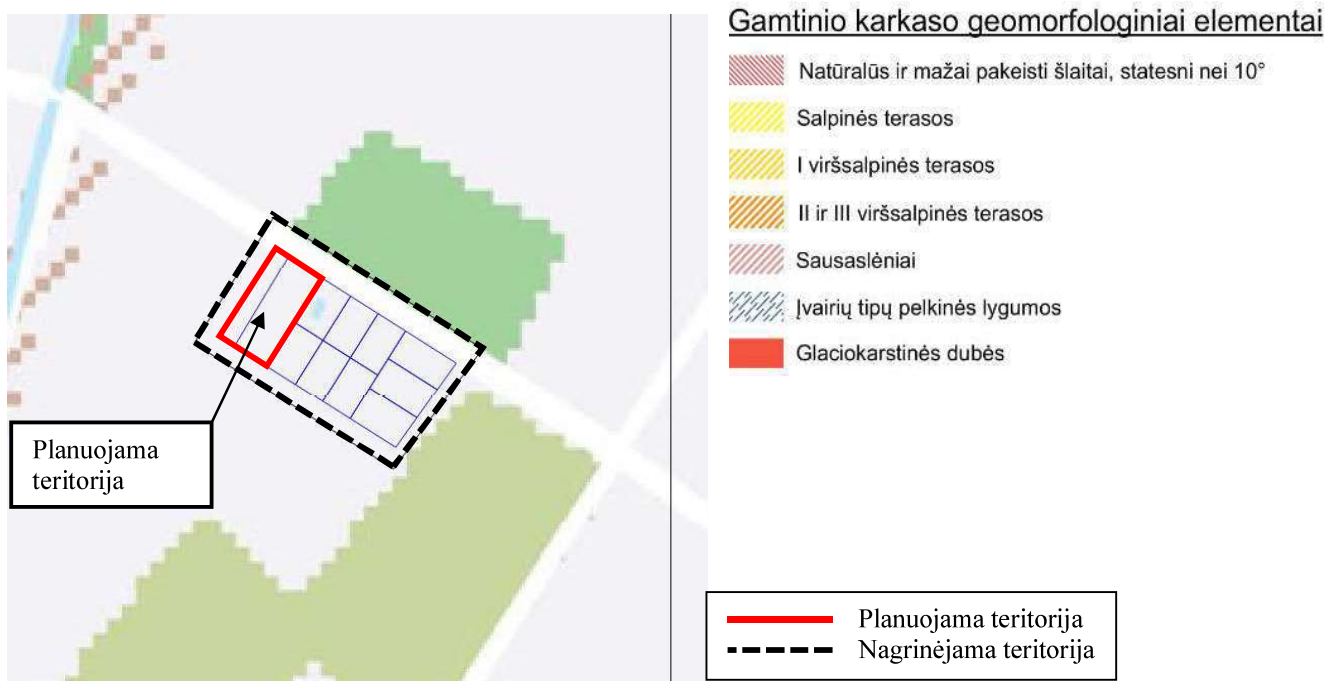 Gamtinio karkaso geomorfologiniai elementai
Natūralūs ir mažai pakeisti šlaitai, statesni nei 10°
Salpinės terasos
I viršsalpinės terasos
II ir III viršsalpinės terasos
Sausaslėniai
Įvairių tipų pelkinės lygumos
Glaciokarstinės dubės
Planuojama
teritorija
Planuojama teritorija
Nagrinėjama teritorija